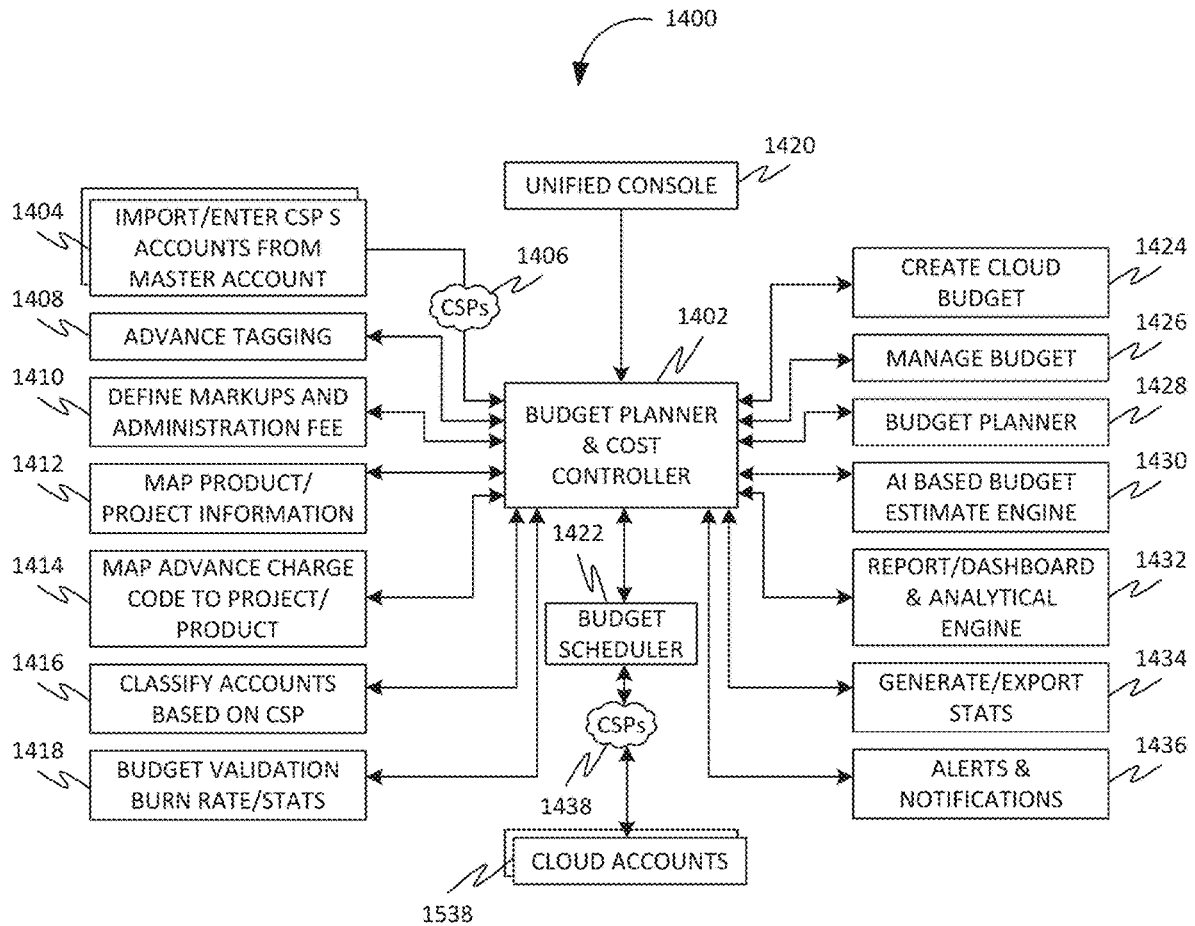 1400
1420
UNIFIED CONSOLE
1404
IMPORT/ENTER CSP S
ACCOUNTS FROM
MASTER ACCOUNT
1406
CSPs
1408
ADVANCE TAGGING
1410
DEFINE MARKUPS AND
ADMINISTRATION FEE
1412
MAP PRODUCT/
PROJECT INFORMATION
1414
MAP ADVANCE CHARGE
CODE TO PROJECT/
PRODUCT
1416
CLASSIFY ACCOUNTS
BASED ON CSP
1418
BUDGET VALIDATION
BURN RATE/STATS
1402
BUDGET PLANNER
& COST
CONTROLLER
1422
BUDGET
SCHEDULER
CSPs
1438
CLOUD ACCOUNTS
1538
1424
CREATE CLOUD
BUDGET
1426
MANAGE BUDGET
1428
BUDGET PLANNER
1430
AI BASED BUDGET
ESTIMATE ENGINE
1432
REPORT/DASHBOARD
& ANALYTICAL
ENGINE
1434
GENERATE/EXPORT
STATS
1436
ALERTS &
NOTIFICATIONS